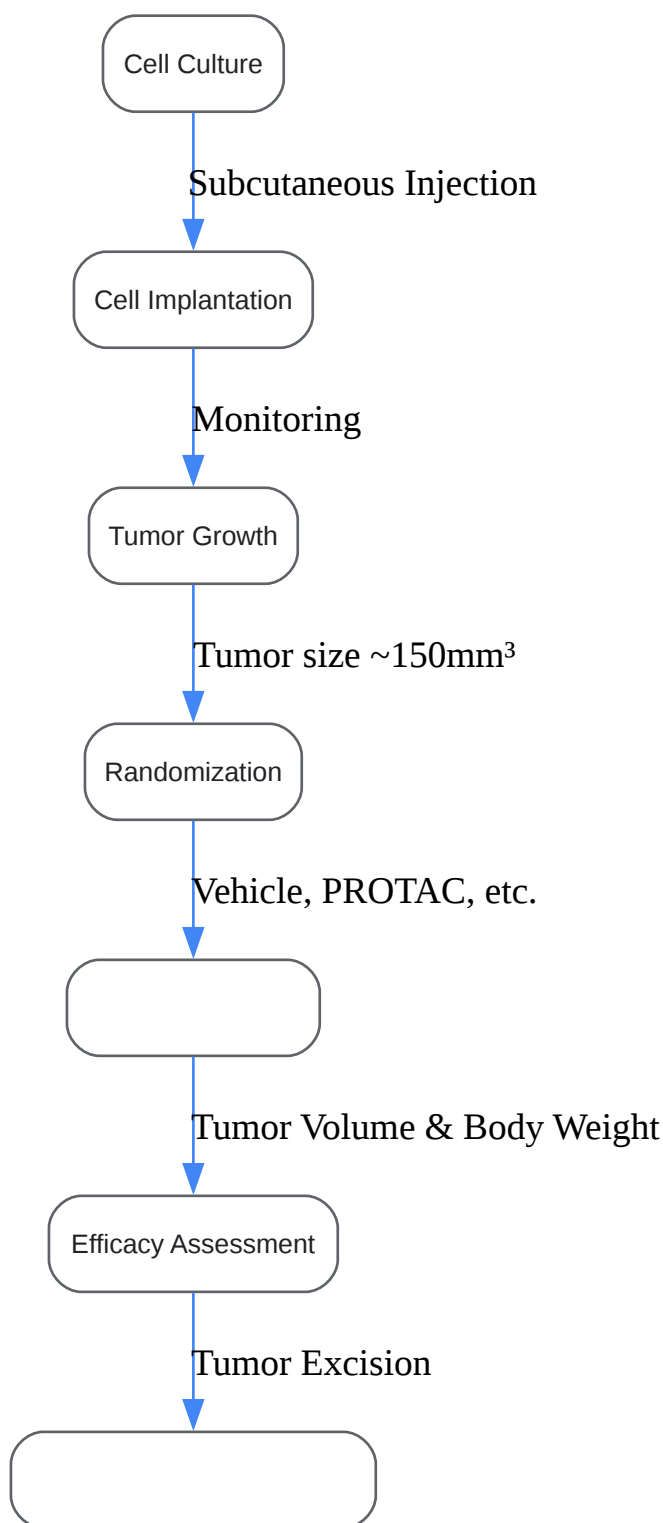 Cell Culture
Subcutaneous Injection
Cell Implantation
Monitoring
Tumor Growth
Tumor size ~150mm³
Randomization
Vehicle, PROTAC, etc.
Tumor Volume & Body Weight
Efficacy Assessment
Tumor Excision